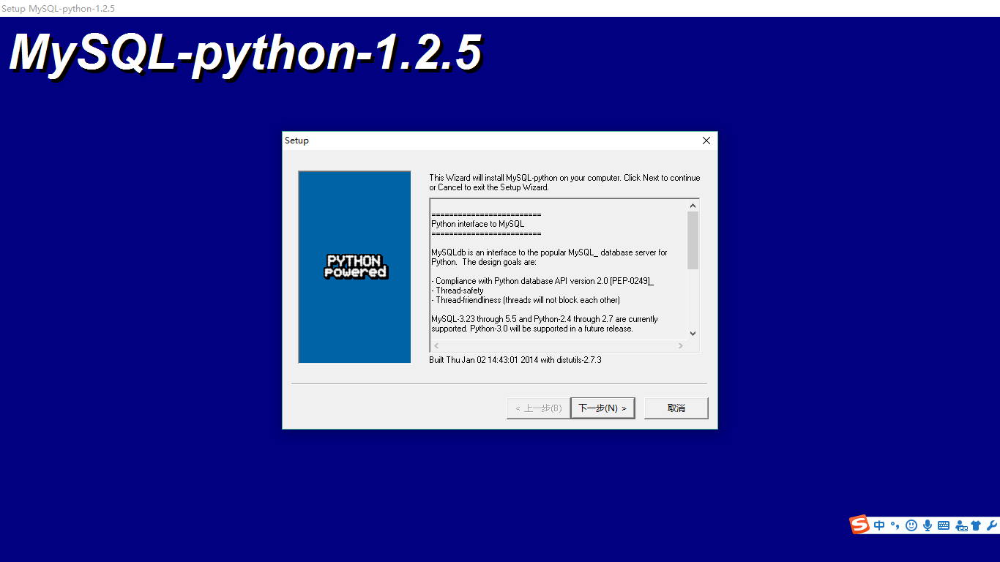 Setup MySQL-python-1.2.5
MySQL-python-1.2.5
Setup
This Wizard will install MySQL-python on your computer. Click Next to continue
or Cancel to exit the Setup Wizard.
=========================
Python interface to MySQL
=========================
MySQLdb is an interface to the popular MySQL_ database server for
Python.  The design goals are:
- Compliance with Python database API version 2.0 [PEP-0249]_
- Thread-safety
- Thread-friendliness (threads will not block each other)
MySQL-3.23 through 5.5 and Python-2.4 through 2.7 are currently
supported. Python-3.0 will be supported in a future release.
PYTHON
powered
Built Thu Jan 02 14:43:01 2014 with distutils-2.7.3
< 上一步(B)
下一步(N) >
取消
S 中